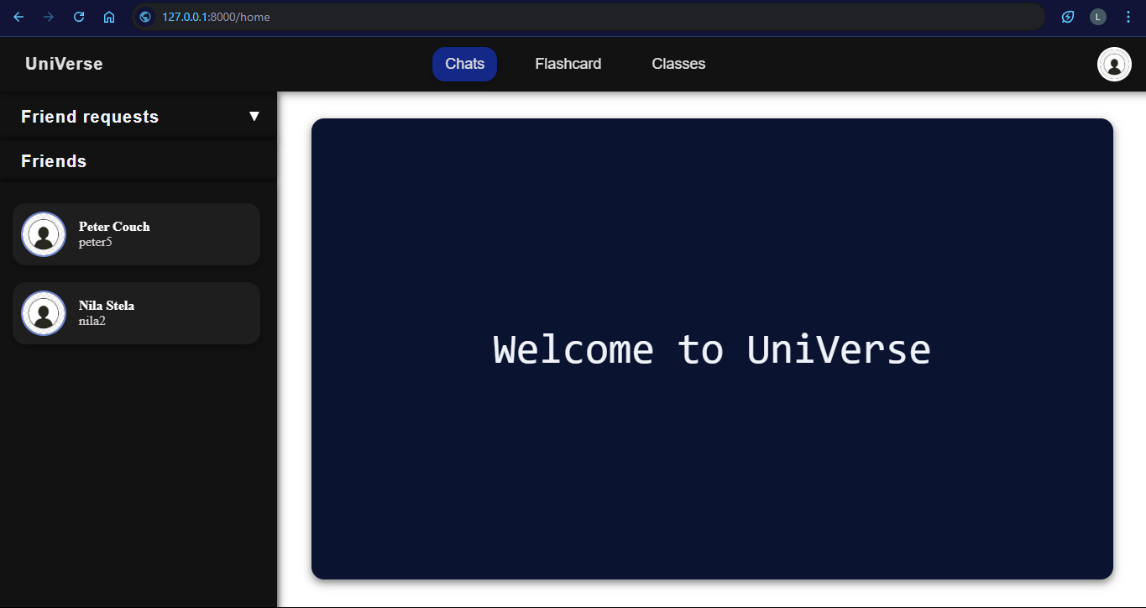 127.0.0.1:8000/home
L
UniVerse
Chats
Flashcard
Classes
Friend requests ▼
Friends
Peter Couch
peter5
Nila Stela
nila2
Welcome to UniVerse